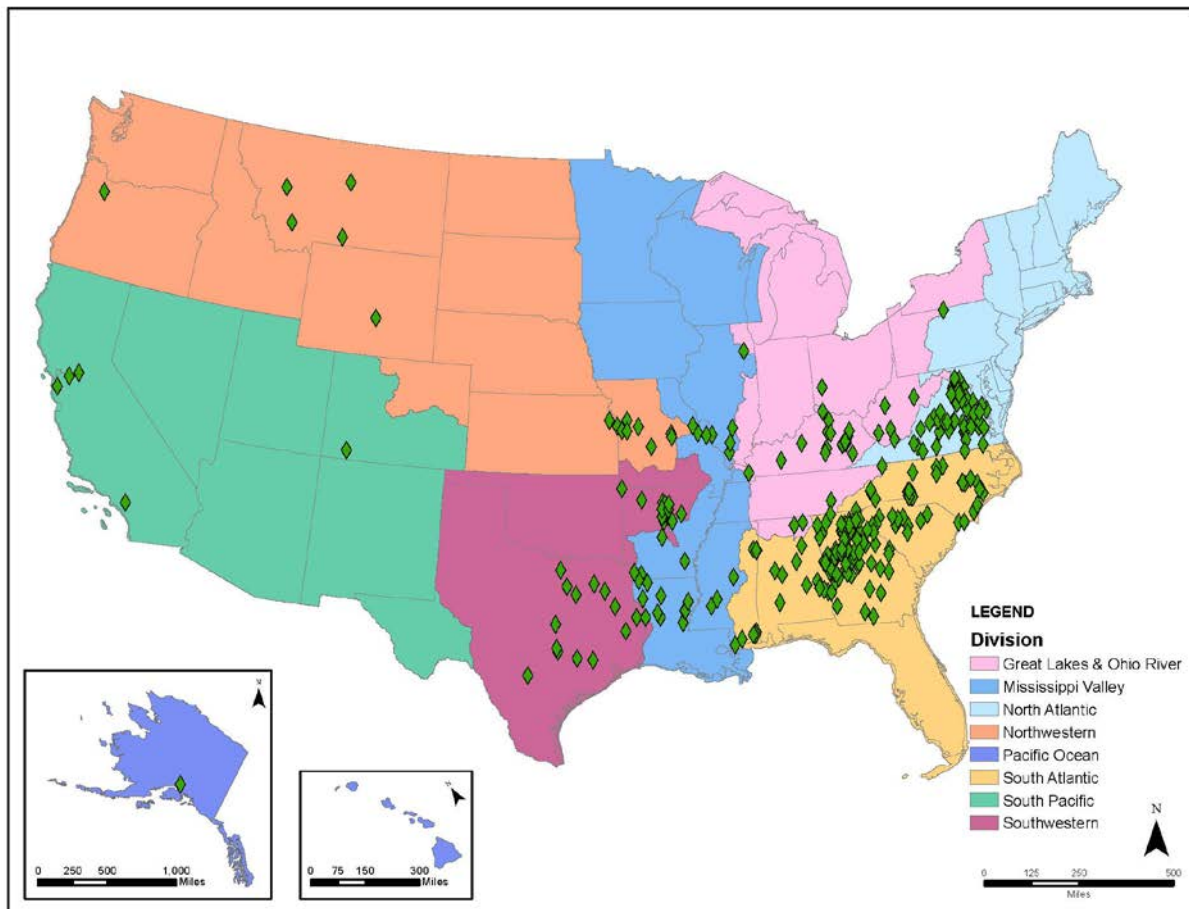 LEGEND
Division
Great Lakes & Ohio River
Mississippi Valley
North Atlantic
Northwestern
Pacific Ocean
South Atlantic
South Pacific
Southwestern
N
0 125 250 500
Miles
N
0 250 500 1,000
Miles
N
0 75 150 300
Miles